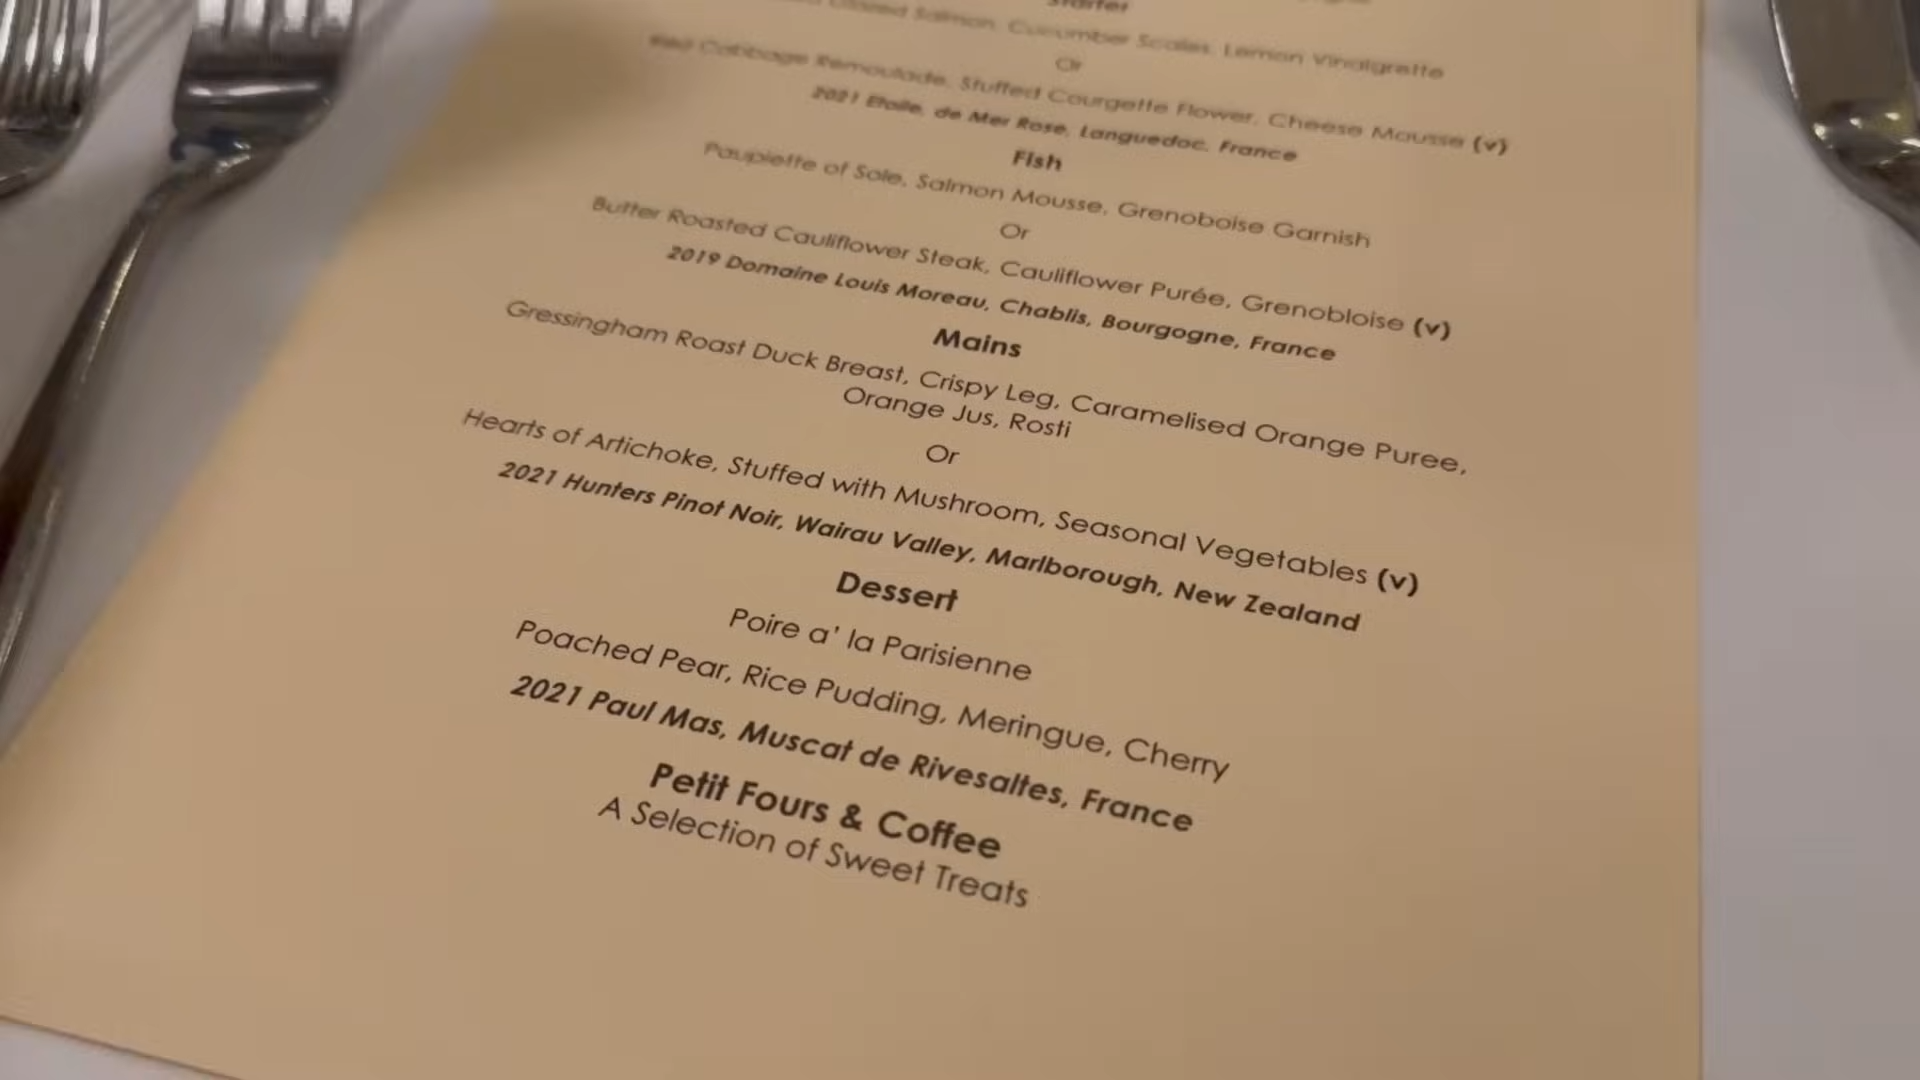 Starter
Salmon, Cucumber Scales, Lemon Vinaigrette
Or
Red Cabbage Remoulade, Stuffed Courgette Flower, Cheese Mousse (v)
2021 Etoile, de Mer Rose, Languedoc, France
Fish
Paupiette of Sole, Salmon Mousse, Grenoboise Garnish
Or
Butter Roasted Cauliflower Steak, Cauliflower Purée, Grenobloise (v)
2019 Domaine Louis Moreau, Chablis, Bourgogne, France
Mains
Gressingham Roast Duck Breast, Crispy Leg, Caramelised Orange Puree,
Orange Jus, Rosti
Or
Hearts of Artichoke, Stuffed with Mushroom, Seasonal Vegetables (v)
2021 Hunters Pinot Noir, Wairau Valley, Marlborough, New Zealand
Dessert
Poire a' la Parisienne
Poached Pear, Rice Pudding, Meringue, Cherry
2021 Paul Mas, Muscat de Rivesaltes, France
Petit Fours & Coffee
A Selection of Sweet Treats